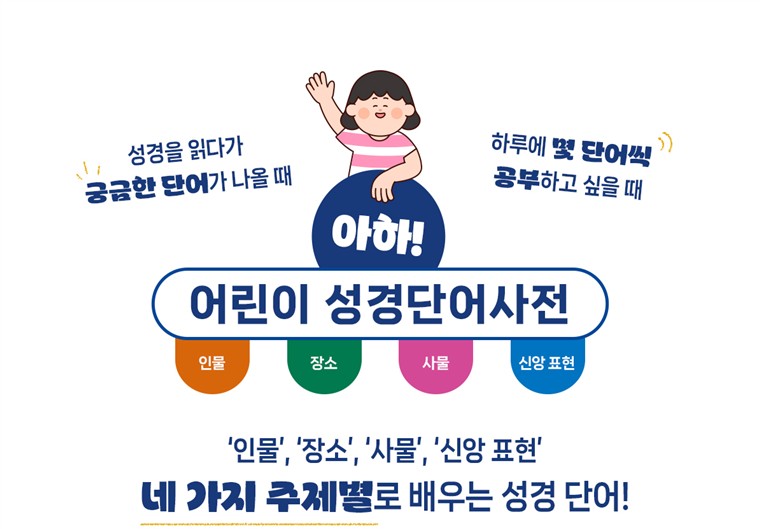 성경을 읽다가
궁금한 단어가 나올 때
하루에 몇 단어씩
공부하고 싶을 때
아하!
어린이 성경단어사전
인물
장소
사물
신앙 표현
‘인물’, ‘장소’, ‘사물’, ‘신앙 표현’
네 가지 주제별로 배우는 성경 단어!